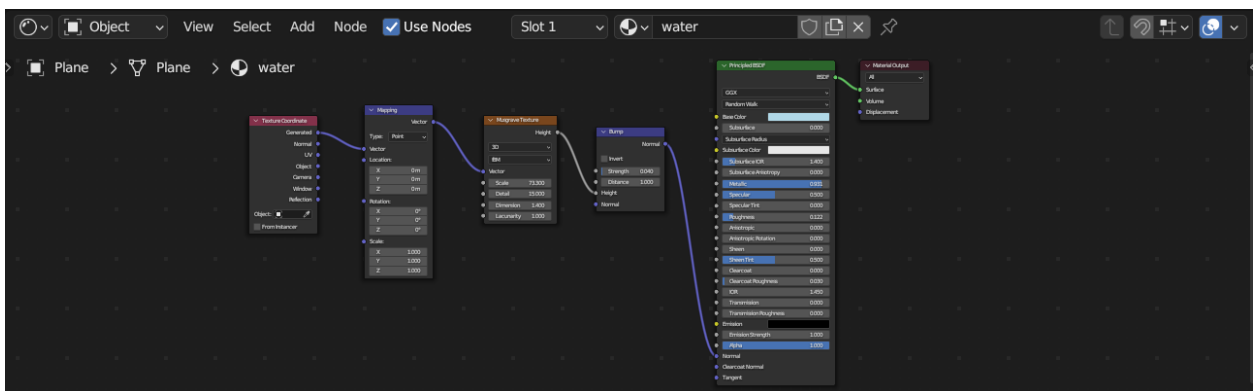 Object View Select Add Node Use Nodes Slot 1 water
Plane > Plane > water
Texture Coordinate
Generated
Normal
UV
Object
Camera
Window
Reflection
Object:
From Instancer
Mapping
Vector
Type: Point
Vector
Location:
X 0 m
Y 0 m
Z 0 m
Rotation:
X 0°
Y 0°
Z 0°
Scale:
X 1.000
Y 1.000
Z 1.000
Musgrave Texture
Height
3D
fBM
Vector
Scale 73.300
Detail 15.000
Dimension 1.400
Lacunarity 1.000
Bump
Normal
Invert
Strength 0.040
Distance 1.000
Height
Normal
Principled BSDF
BSDF
GGX
Random Walk
Base Color
Subsurface 0.000
Subsurface Radius
Subsurface Color
Subsurface IOR 1.400
Subsurface Anisotropy 0.000
Metallic
Specular 0.500
Specular Tint 0.000
Roughness 0.122
Anisotropic 0.000
Anisotropic Rotation 0.000
Sheen 0.000
Sheen Tint 0.500
Clearcoat 0.000
Clearcoat Roughness 0.030
IOR 1.450
Transmission 0.000
Transmission Roughness 0.000
Emission
Emission Strength 1.000
Alpha 1.000
Normal
Clearcoat Normal
Tangent
Material Output
All
Surface
Volume
Displacement